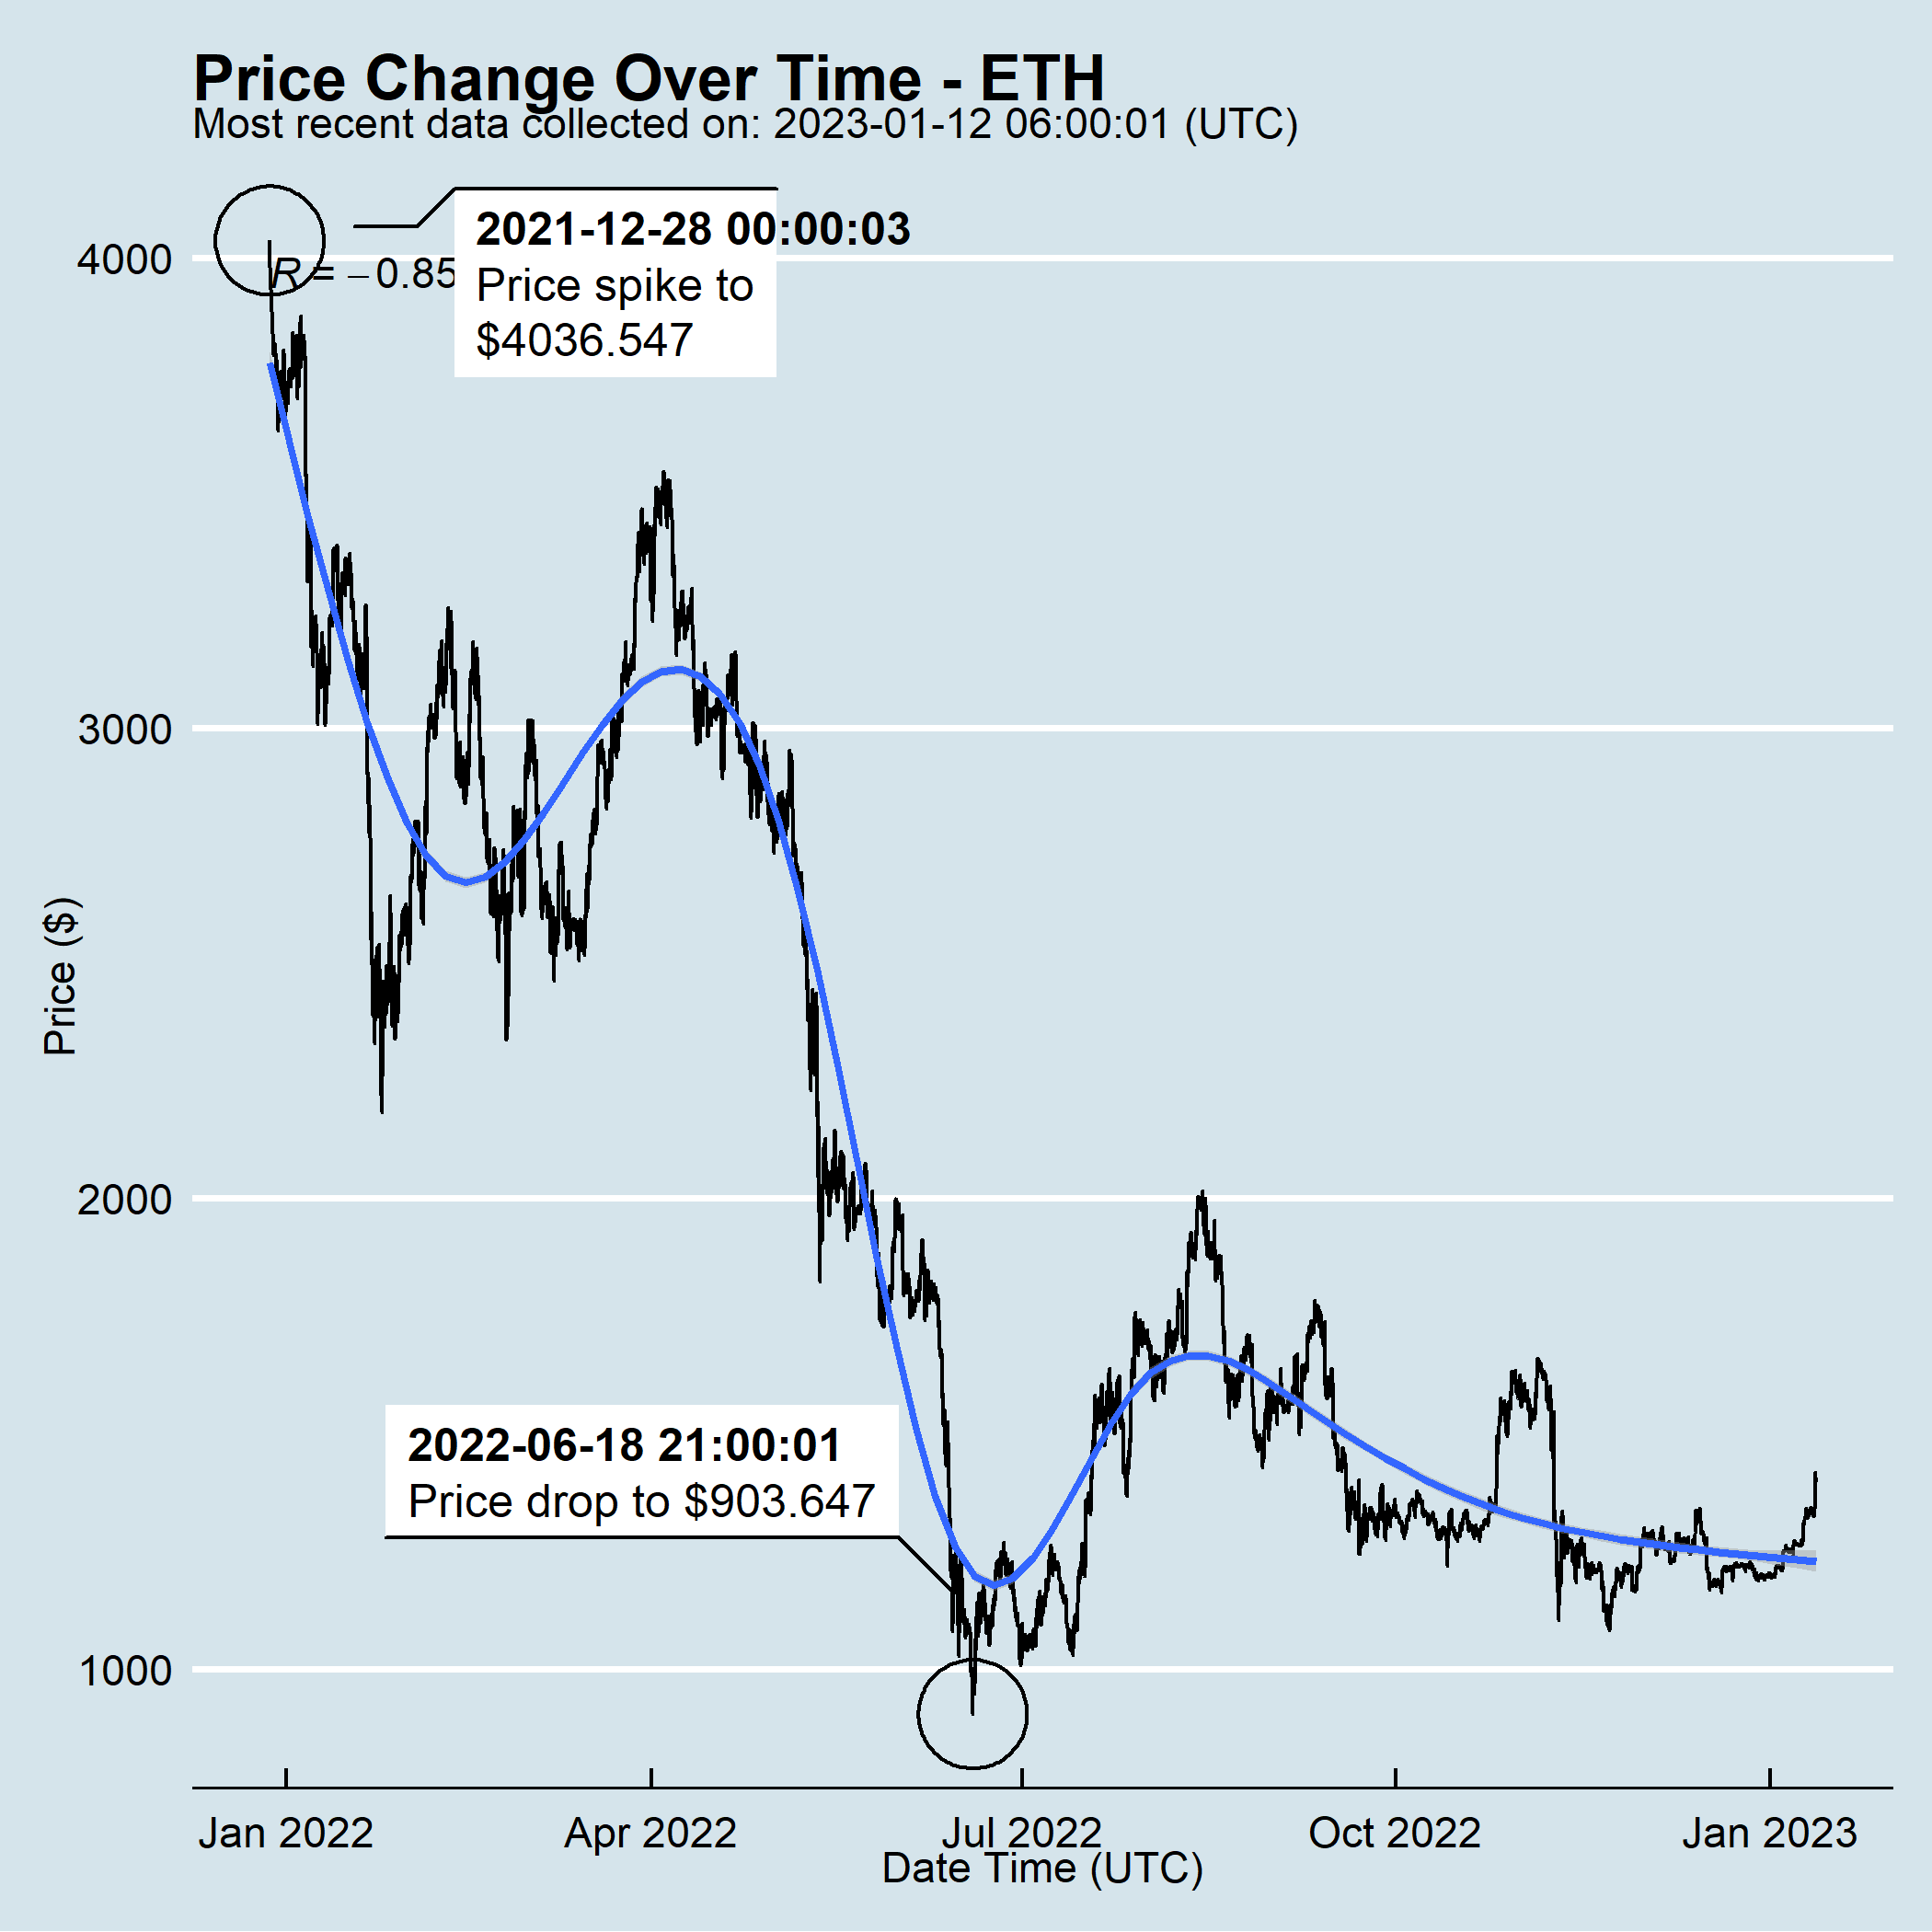 Price Change Over Time - ETH
Most recent data collected on: 2023-01-12 06:00:01 (UTC)
2021-12-28 00:00:03
Price spike to
$4036.547
R = −0.85
4000
3000
2000
1000
Price ($)
2022-06-18 21:00:01
Price drop to $903.647
Jan 2022
Apr 2022
Jul 2022
Oct 2022
Jan 2023
Date Time (UTC)